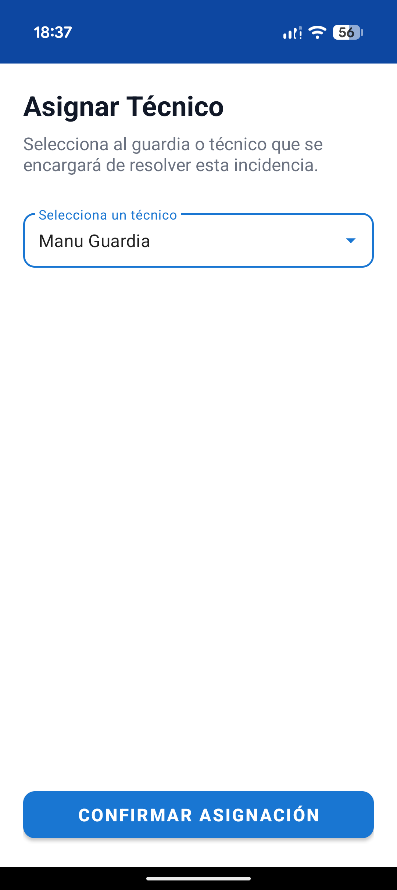 18:37
56
Asignar Técnico
Selecciona al guardia o técnico que se
encargará de resolver esta incidencia.
Selecciona un técnico
Manu Guardia
CONFIRMAR ASIGNACIÓN